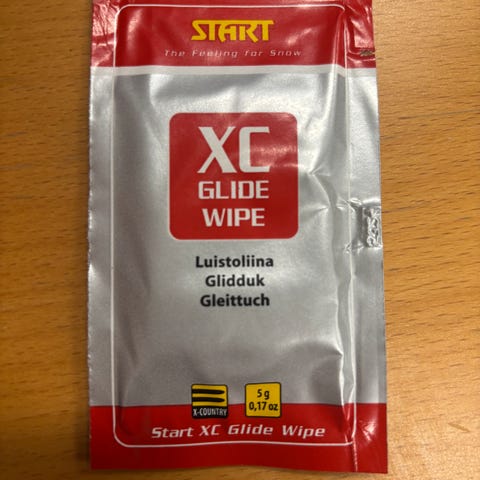 START
The Feeling for Snow
XC
GLIDE
WIPE
Luistoliina
Glidduk
Gleittuch
X-COUNTRY
5 g
0,17 oz
Start XC Glide Wipe